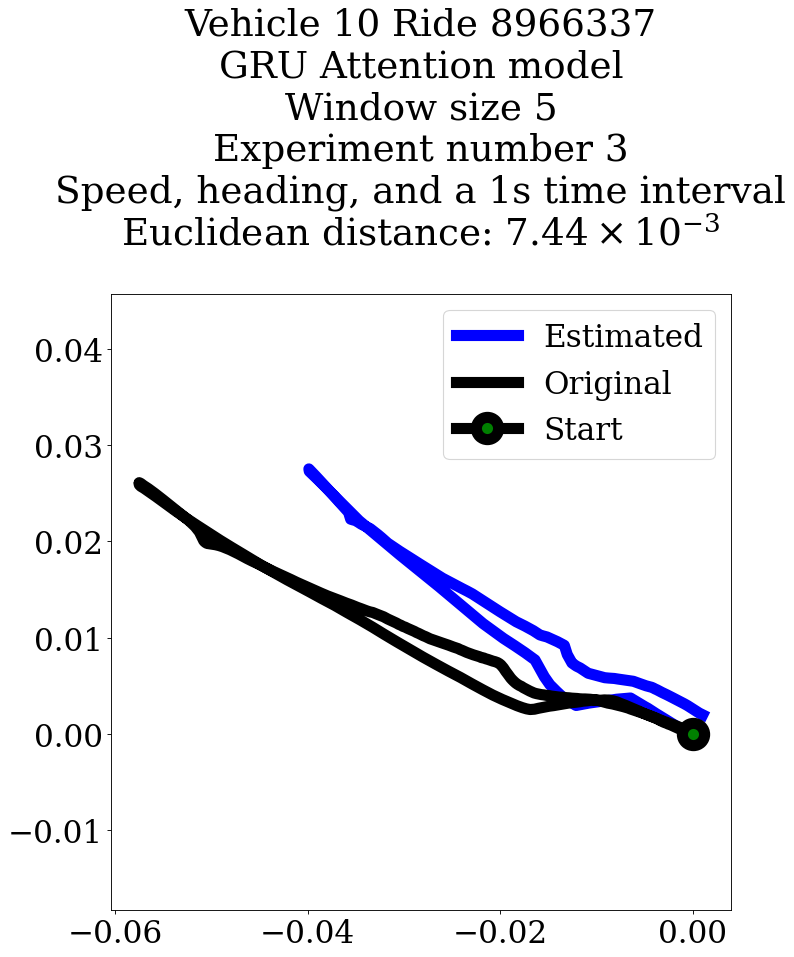 Vehicle 10 Ride 8966337
GRU Attention model
Window size 5
Experiment number 3
Speed, heading, and a 1s time interval
Euclidean distance: 7.44 × 10⁻³
Estimated
Original
Start
0.04
0.03
0.02
0.01
0.00
−0.01
−0.06 −0.04 −0.02 0.00